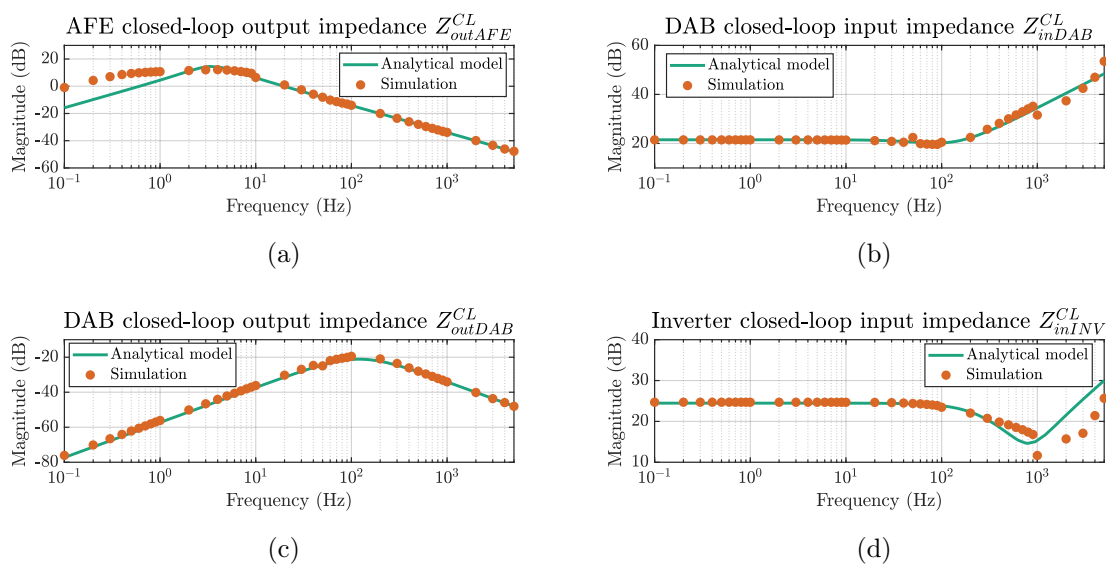 AFE closed-loop output impedance $Z_{outAFE}^{CL}$
Magnitude (dB)
20
0
-20
-40
-60
Analytical model
Simulation
10^{-1}
10^{0}
10^{1}
10^{2}
10^{3}
Frequency (Hz)
(a)
DAB closed-loop input impedance $Z_{inDAB}^{CL}$
Magnitude (dB)
60
40
20
0
Analytical model
Simulation
10^{-1}
10^{0}
10^{1}
10^{2}
10^{3}
Frequency (Hz)
(b)
DAB closed-loop output impedance $Z_{outDAB}^{CL}$
Magnitude (dB)
-20
-40
-60
-80
Analytical model
Simulation
10^{-1}
10^{0}
10^{1}
10^{2}
10^{3}
Frequency (Hz)
(c)
Inverter closed-loop input impedance $Z_{inINV}^{CL}$
Magnitude (dB)
40
30
20
10
Analytical model
Simulation
10^{-1}
10^{0}
10^{1}
10^{2}
10^{3}
Frequency (Hz)
(d)